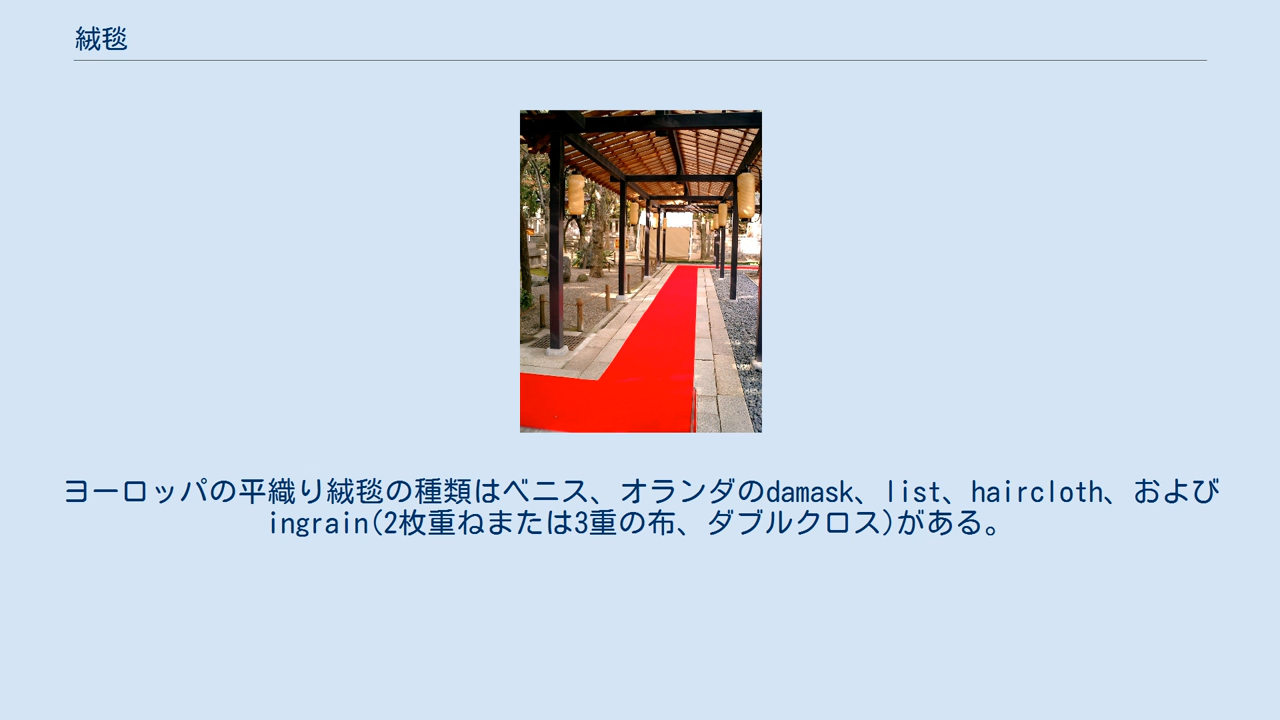 絨毯
ヨーロッパの平織り絨毯の種類はベニス、オランダのdamask、list、haircloth、および
ingrain(2枚重ねまたは3重の布、ダブルクロス)がある。